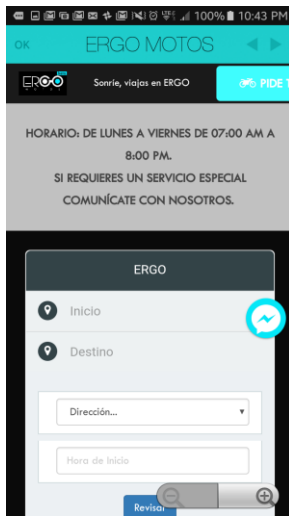 100% 10:43 PM
OK ERGO MOTOS
ERGO Sonríe, viajas en ERGO PIDE T
HORARIO: DE LUNES A VIERNES DE 07:00 AM A
8:00 PM.
SI REQUIERES UN SERVICIO ESPECIAL
COMUNÍCATE CON NOSOTROS.
ERGO
Inicio
Destino
Dirección...
Hora de Inicio
Revisar